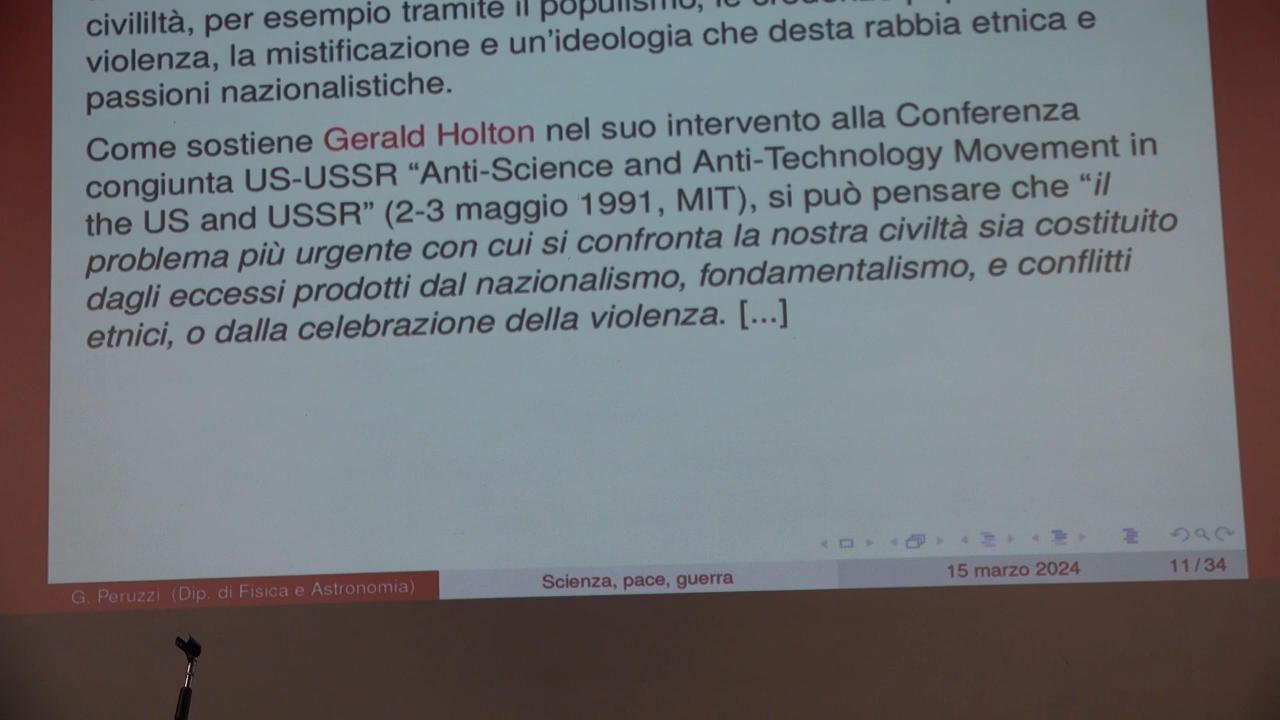 civililtà, per esempio tramite il populismo, le
violenza, la mistificazione e un'ideologia che desta rabbia etnica e
passioni nazionalistiche.
Come sostiene Gerald Holton nel suo intervento alla Conferenza
congiunta US-USSR “Anti-Science and Anti-Technology Movement in
the US and USSR” (2-3 maggio 1991, MIT), si può pensare che “il
problema più urgente con cui si confronta la nostra civiltà sia costituito
dagli eccessi prodotti dal nazionalismo, fondamentalismo, e conflitti
etnici, o dalla celebrazione della violenza. [...]
G. Peruzzi (Dip. di Fisica e Astronomia)
Scienza, pace, guerra
15 marzo 2024
11/34